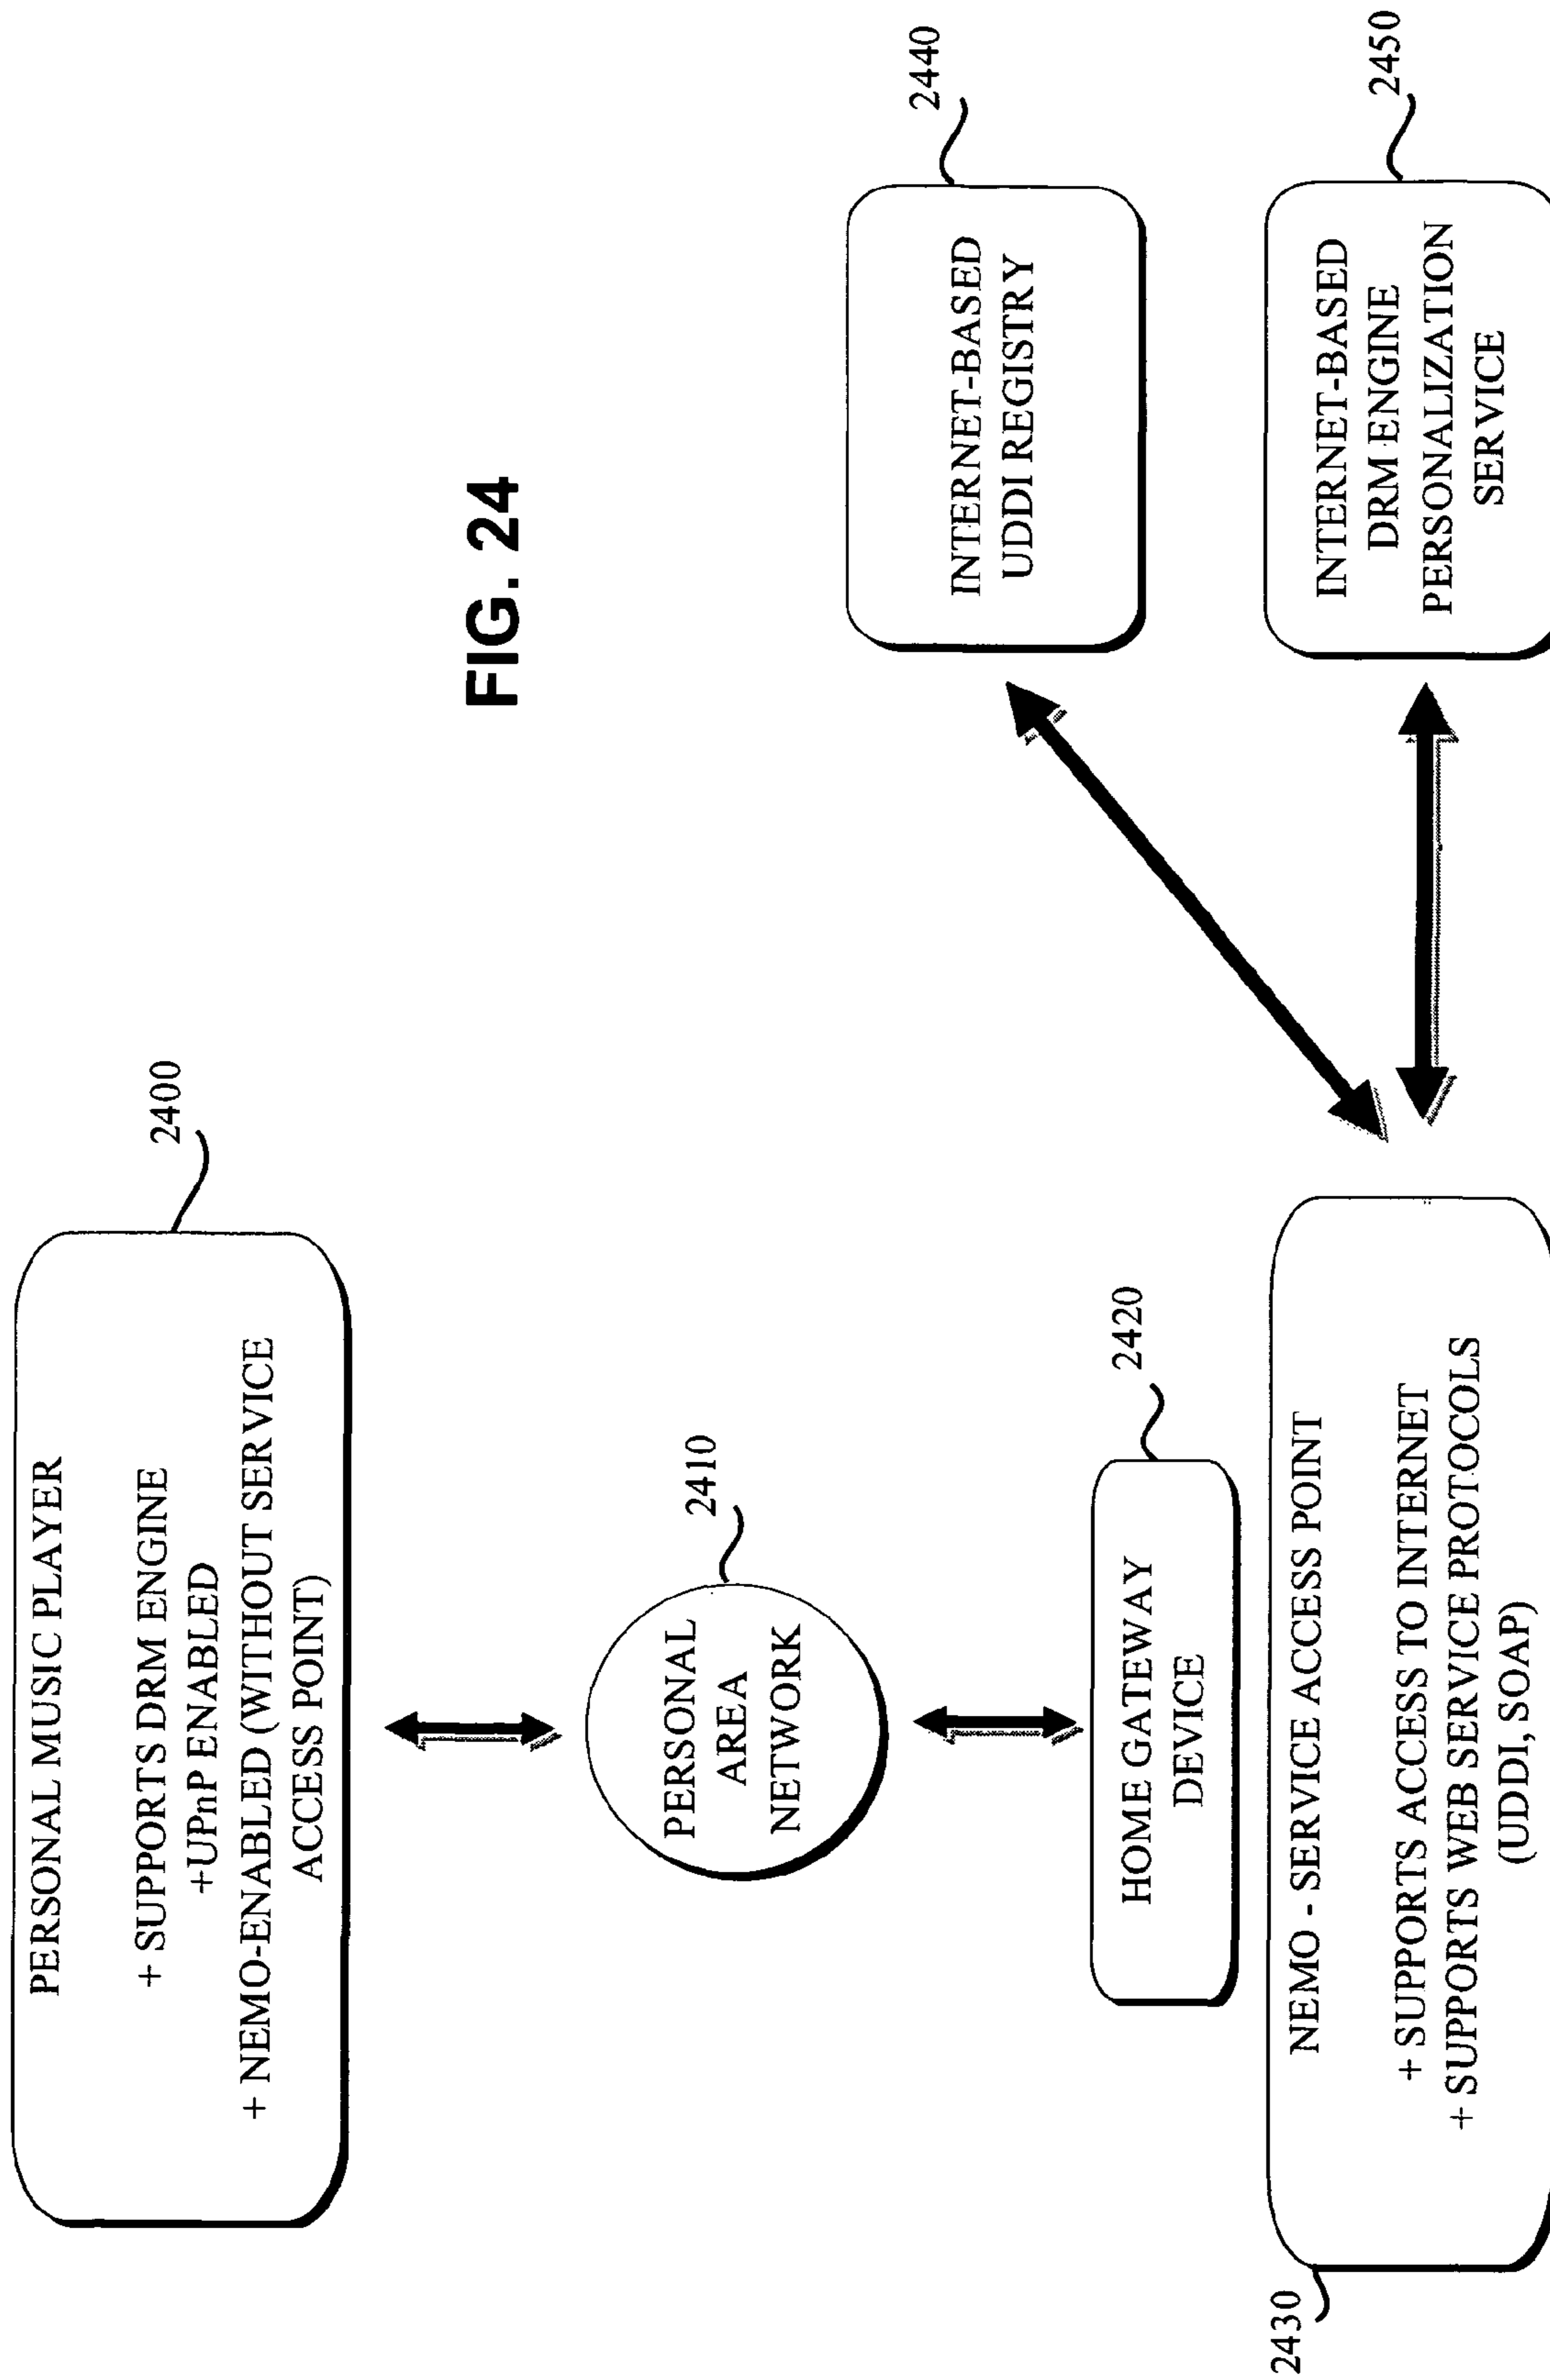 2400
PERSONAL MUSIC PLAYER
+ SUPPORTS DRM ENGINE
+UPnP ENABLED
+ NEMO-ENABLED (WITHOUT SERVICE
ACCESS POINT)
FIG. 24
2410
PERSONAL
AREA
NETWORK
2440
INTERNET-BASED
UDDI REGISTRY
2420
HOME GATEWAY
DEVICE
2430
NEMO - SERVICE ACCESS POINT
+ SUPPORTS ACCESS TO INTERNET
+ SUPPORTS WEB SERVICE PROTOCOLS
(UDDI, SOAP)
2450
INTERNET-BASED
DRM ENGINE
PERSONALIZATION
SERVICE